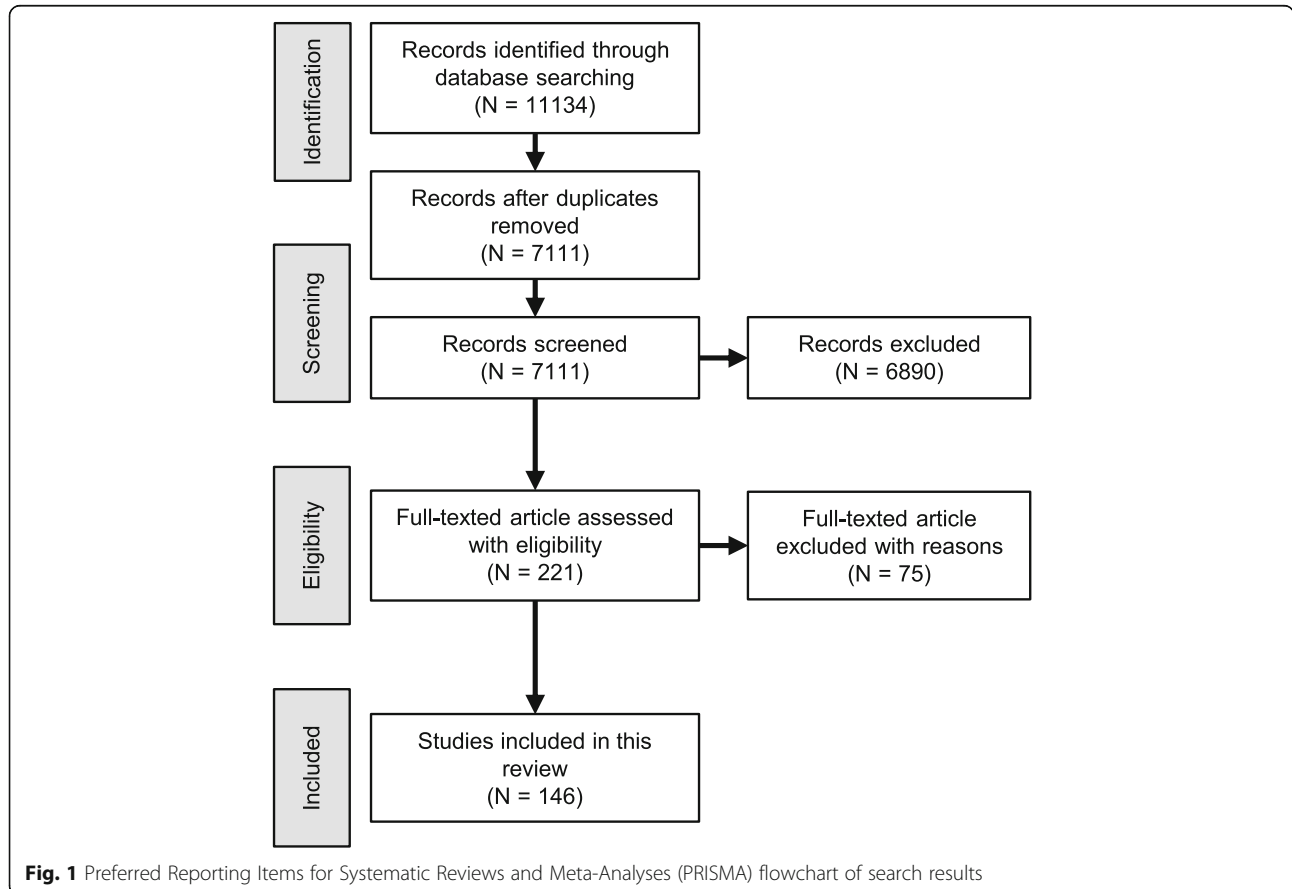 Identification
Records identified through
database searching
(N = 11134)
Records after duplicates
removed
(N = 7111)
Screening
Records screened
(N = 7111)
Records excluded
(N = 6890)
Eligibility
Full-texted article assessed
with eligibility
(N = 221)
Full-texted article
excluded with reasons
(N = 75)
Included
Studies included in this
review
(N = 146)
Fig. 1 Preferred Reporting Items for Systematic Reviews and Meta-Analyses (PRISMA) flowchart of search results